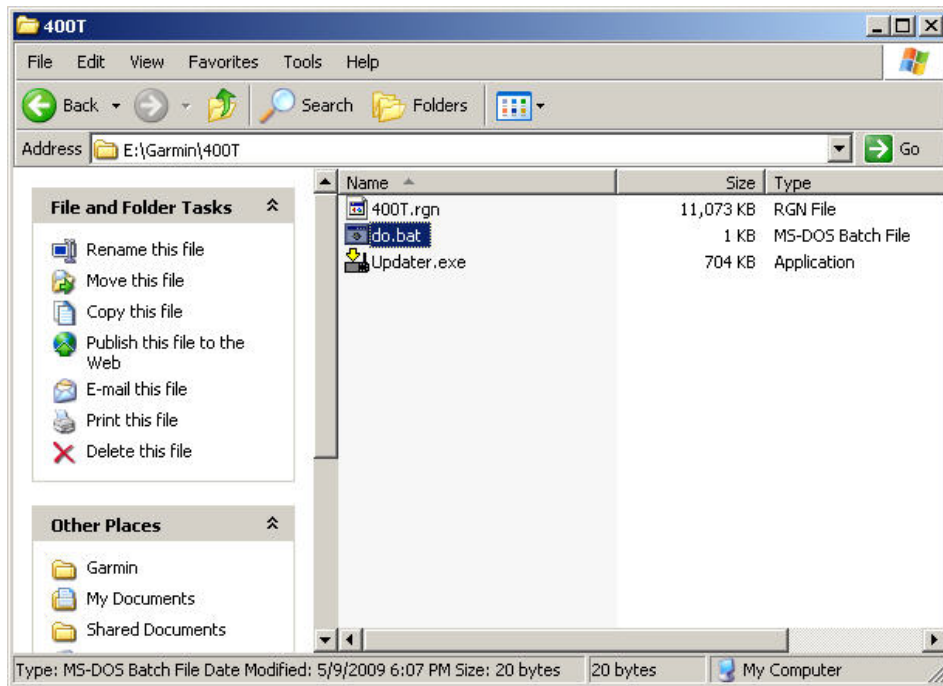 400T
File Edit View Favorites Tools Help
Back Search Folders
Address E:\Garmin\400T Go
File and Folder Tasks
Rename this file
Move this file
Copy this file
Publish this file to the
Web
E-mail this file
Print this file
Delete this file
Other Places
Garmin
My Documents
Shared Documents
Name Size Type
400T.rgn 11,073 KB RGN File
do.bat 1 KB MS-DOS Batch File
Updater.exe 704 KB Application
Type: MS-DOS Batch File Date Modified: 5/9/2009 6:07 PM Size: 20 bytes 20 bytes My Computer